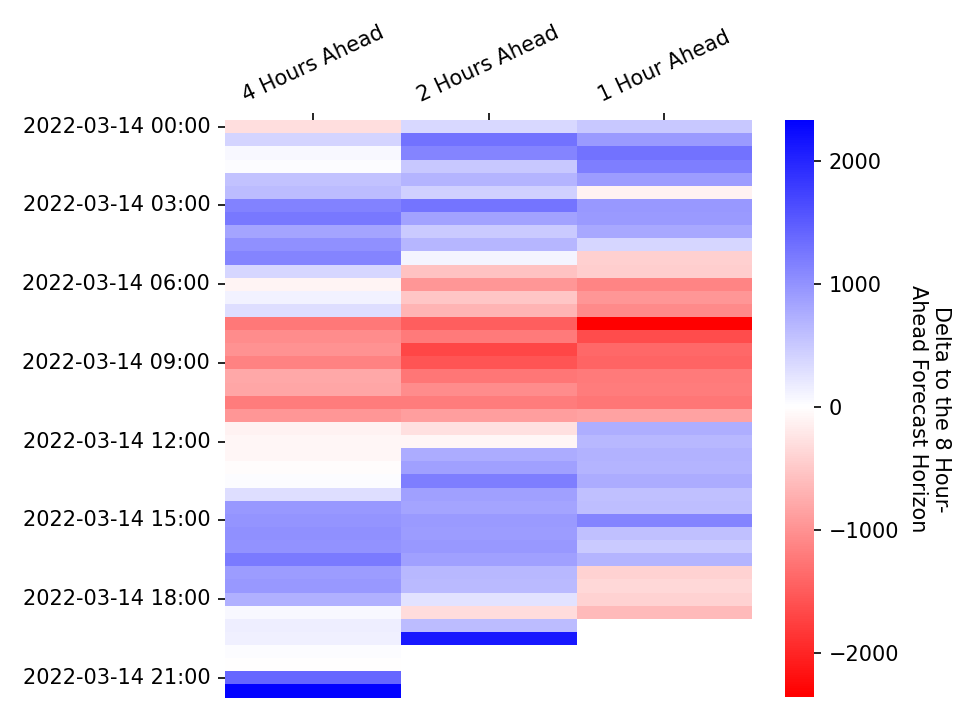 4 Hours Ahead
2 Hours Ahead
1 Hour Ahead
2022-03-14 00:00
2022-03-14 03:00
2022-03-14 06:00
2022-03-14 09:00
2022-03-14 12:00
2022-03-14 15:00
2022-03-14 18:00
2022-03-14 21:00
2000
1000
0
−1000
−2000
Delta to the 8 Hour-
Ahead Forecast Horizon